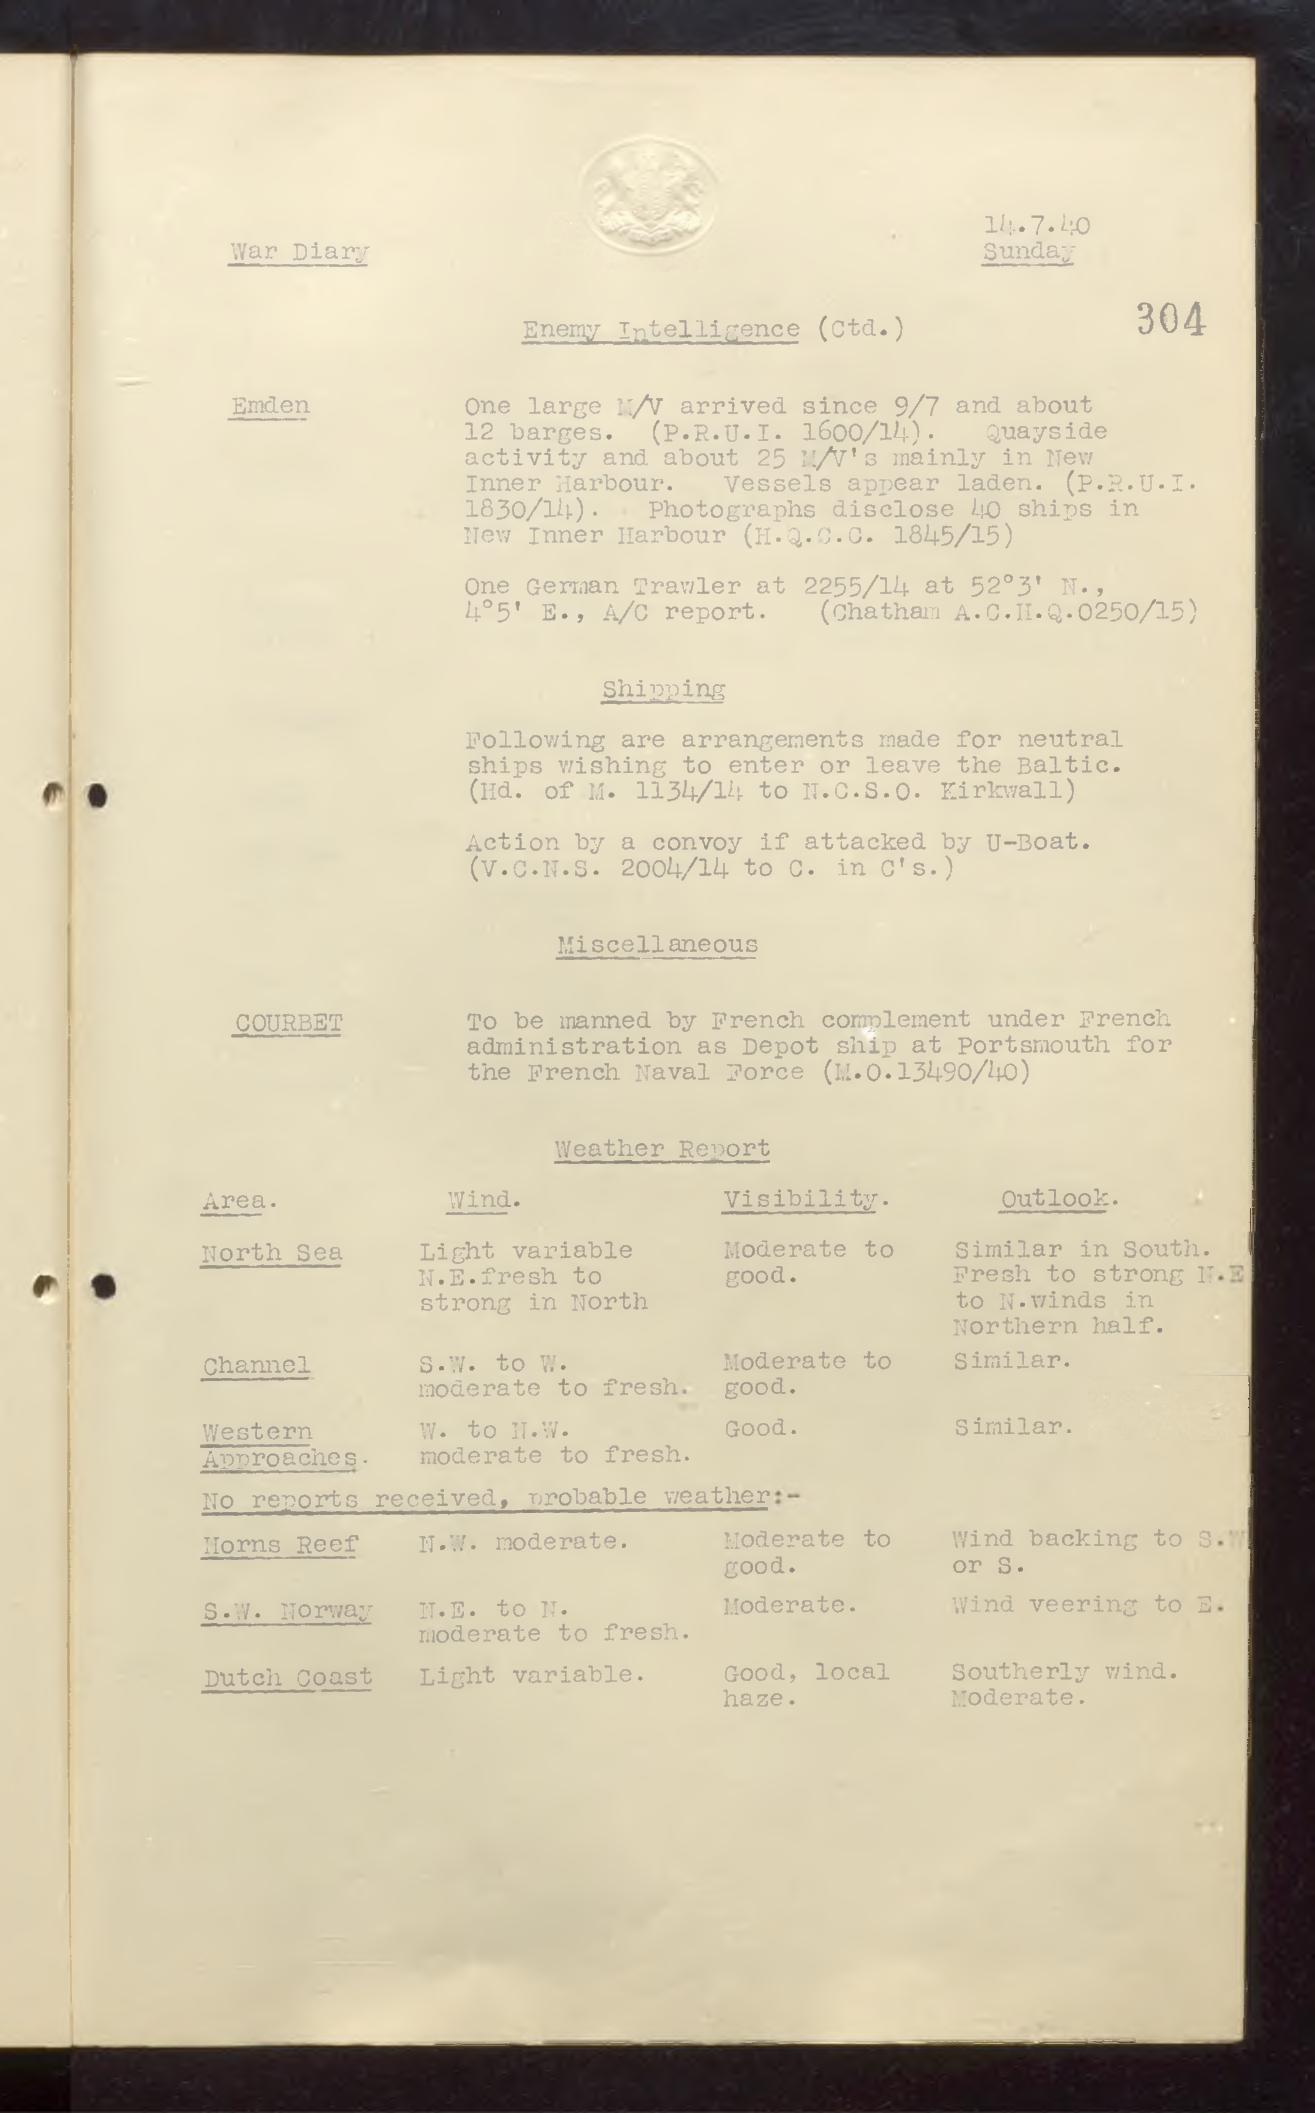 14.7.40
War Diary Sunday
304
Enemy Intelligence (Ctd.)
Emden One large M/V arrived since 9/7 and about
12 barges. (P.R.U.I. 1600/14). Quayside
activity and about 25 M/V's mainly in New
Inner Harbour. Vessels appear laden. (P.R.U.I.
1830/14). Photographs disclose 40 ships in
New Inner Harbour (H.Q.C.C. 1845/15)
One German Trawler at 2255/14 at 52°3' N.,
4°5' E., A/C report. (Chatham A.C.H.Q.0250/15)
Shipping
Following are arrangements made for neutral
ships wishing to enter or leave the Baltic.
(Hd. of M. 1134/14 to N.C.S.O. Kirkwall)
Action by a convoy if attacked by U-Boat.
(V.C.N.S. 2004/14 to C. in C's.)
Miscellaneous
COURBET To be manned by French complement under French
administration as Depot ship at Portsmouth for
the French Naval Force (M.0.13490/40)
Weather Report
Area. Wind. Visibility. Outlook.
North Sea Light variable Moderate to Similar in South.
N.E.fresh to good. Fresh to strong N.E
strong in North to N.winds in
Northern half.
Channel S.W. to W. Moderate to Similar.
moderate to fresh. good.
Western W. to N.W. Good. Similar.
Approaches. moderate to fresh.
No reports received, probable weather:-
Horns Reef N.W. moderate. Moderate to Wind backing to S.W
good. or S.
S.W. Norway N.E. to N. Moderate. Wind veering to E.
moderate to fresh.
Dutch Coast Light variable. Good, local Southerly wind.
haze. Moderate.